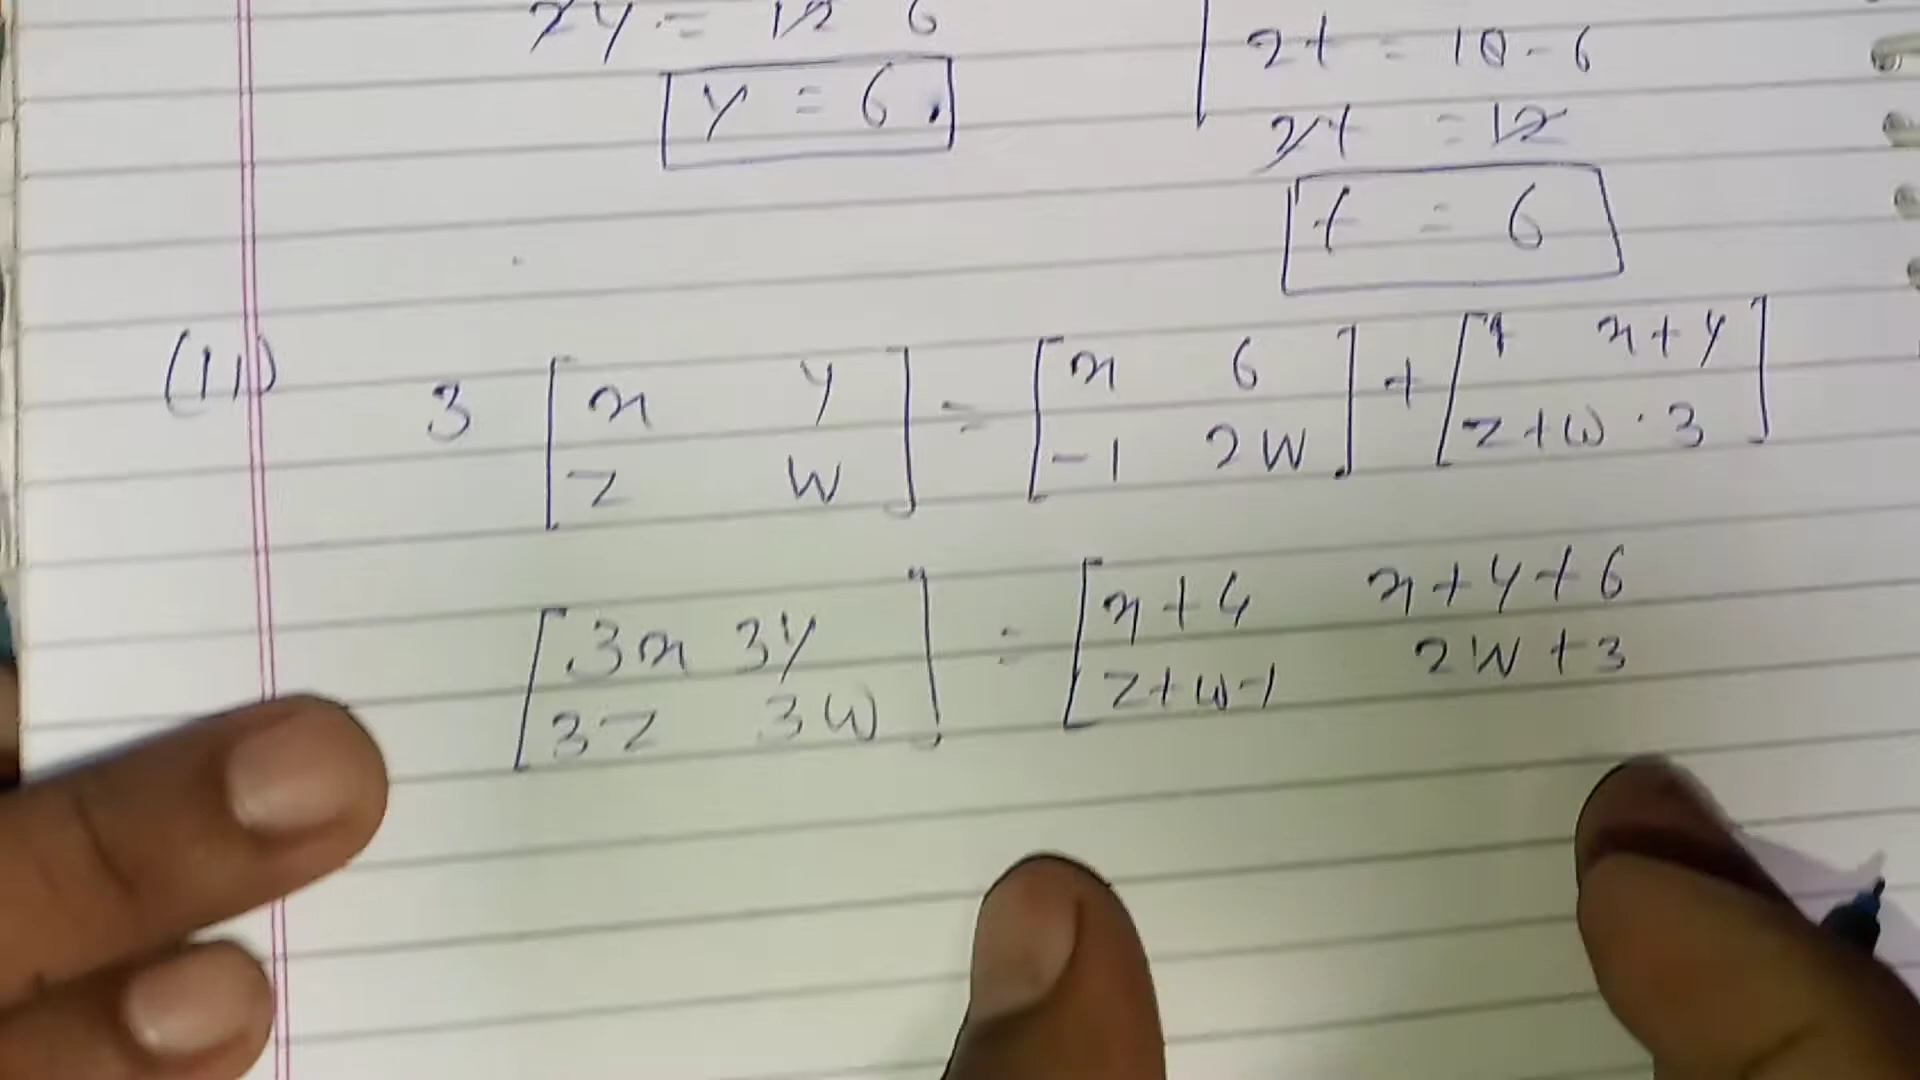 2y = 12 6
y = 6.
2t = 18 - 6
2t = 12
t = 6
(11) 3 [x y = [x 6 + [4 x+y
z w] -1 2w] z+w 3]
[3x 3y = [x+4 x+y+6
3z 3w] z+w-1 2w+3